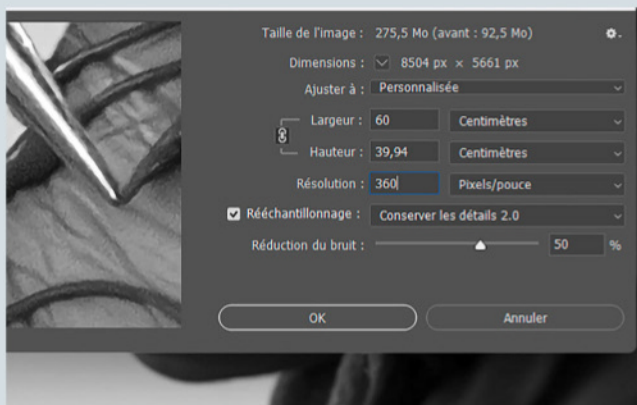 Taille de l'image : 275,5 Mo (avant : 92,5 Mo)
Dimensions : 8504 px × 5661 px
Ajuster à : Personnalisée
Largeur : 60 Centimètres
Hauteur : 39,94 Centimètres
Résolution : 360 Pixels/pouce
Rééchantillonnage : Conserver les détails 2.0
Réduction du bruit : 50 %
OK Annuler